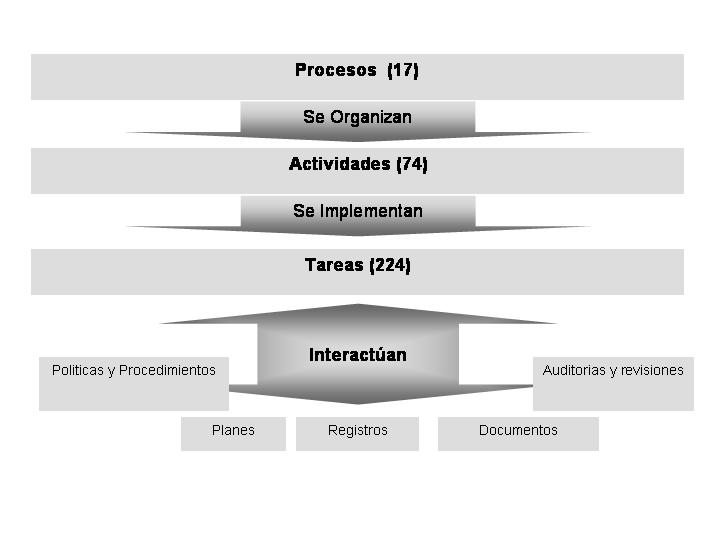 Procesos (17)
Se Organizan
Actividades (74)
Se Implementan
Tareas (224)
Interactúan
Politicas y Procedimientos
Auditorias y revisiones
Planes
Registros
Documentos